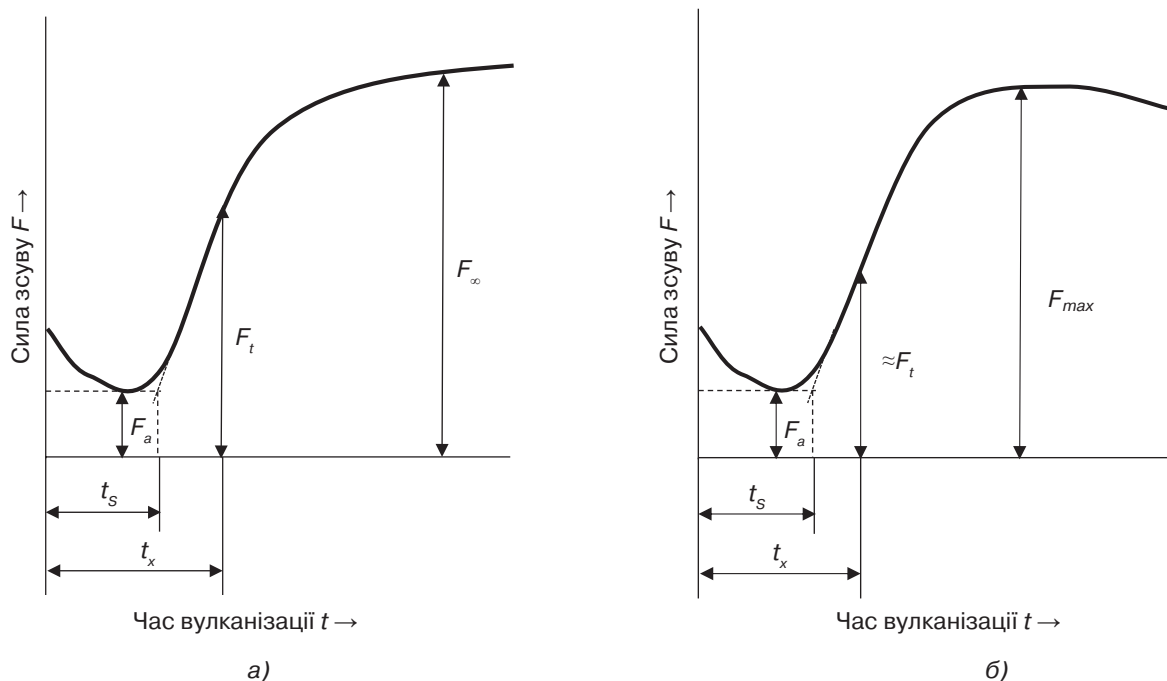 Сила зсуву F →
F∞
Ft
Fa
tS
tx
Час вулканізації t →
а)
Сила зсуву F →
Fmax
≈Ft
Fa
tS
tx
Час вулканізації t →
б)